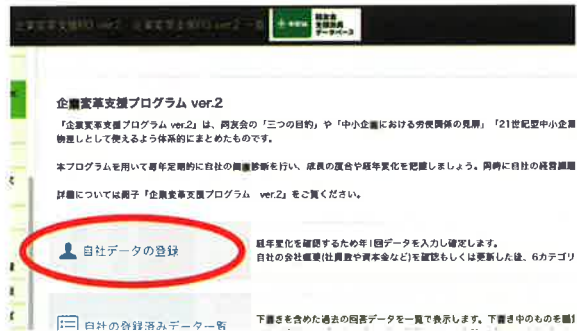 企業変革支援プログラム ver.2
「企業変革支援プログラム ver.2」は、同友会の「三つの目的」や「中小企業における労使関係の見解」「21世紀型中小企業
物差しとして使えるよう体系的にまとめたものです。
本プログラムを用いて毎年定期的に自社の健康診断を行い、成長の度合や経年変化を把握しましょう。同時に自社の経営課題
詳細については冊子『企業変革支援プログラム ver.2』をご覧ください。
自社データの登録
経年変化を確認するため年1回データを入力し確定します。
自社の会社概要(社員数や資本金など)を確認もしくは更新した後、6カテゴリ
自社の登録済みデータ一覧
下書きを含めた過去の回答データを一覧で表示します。下書き中のものを